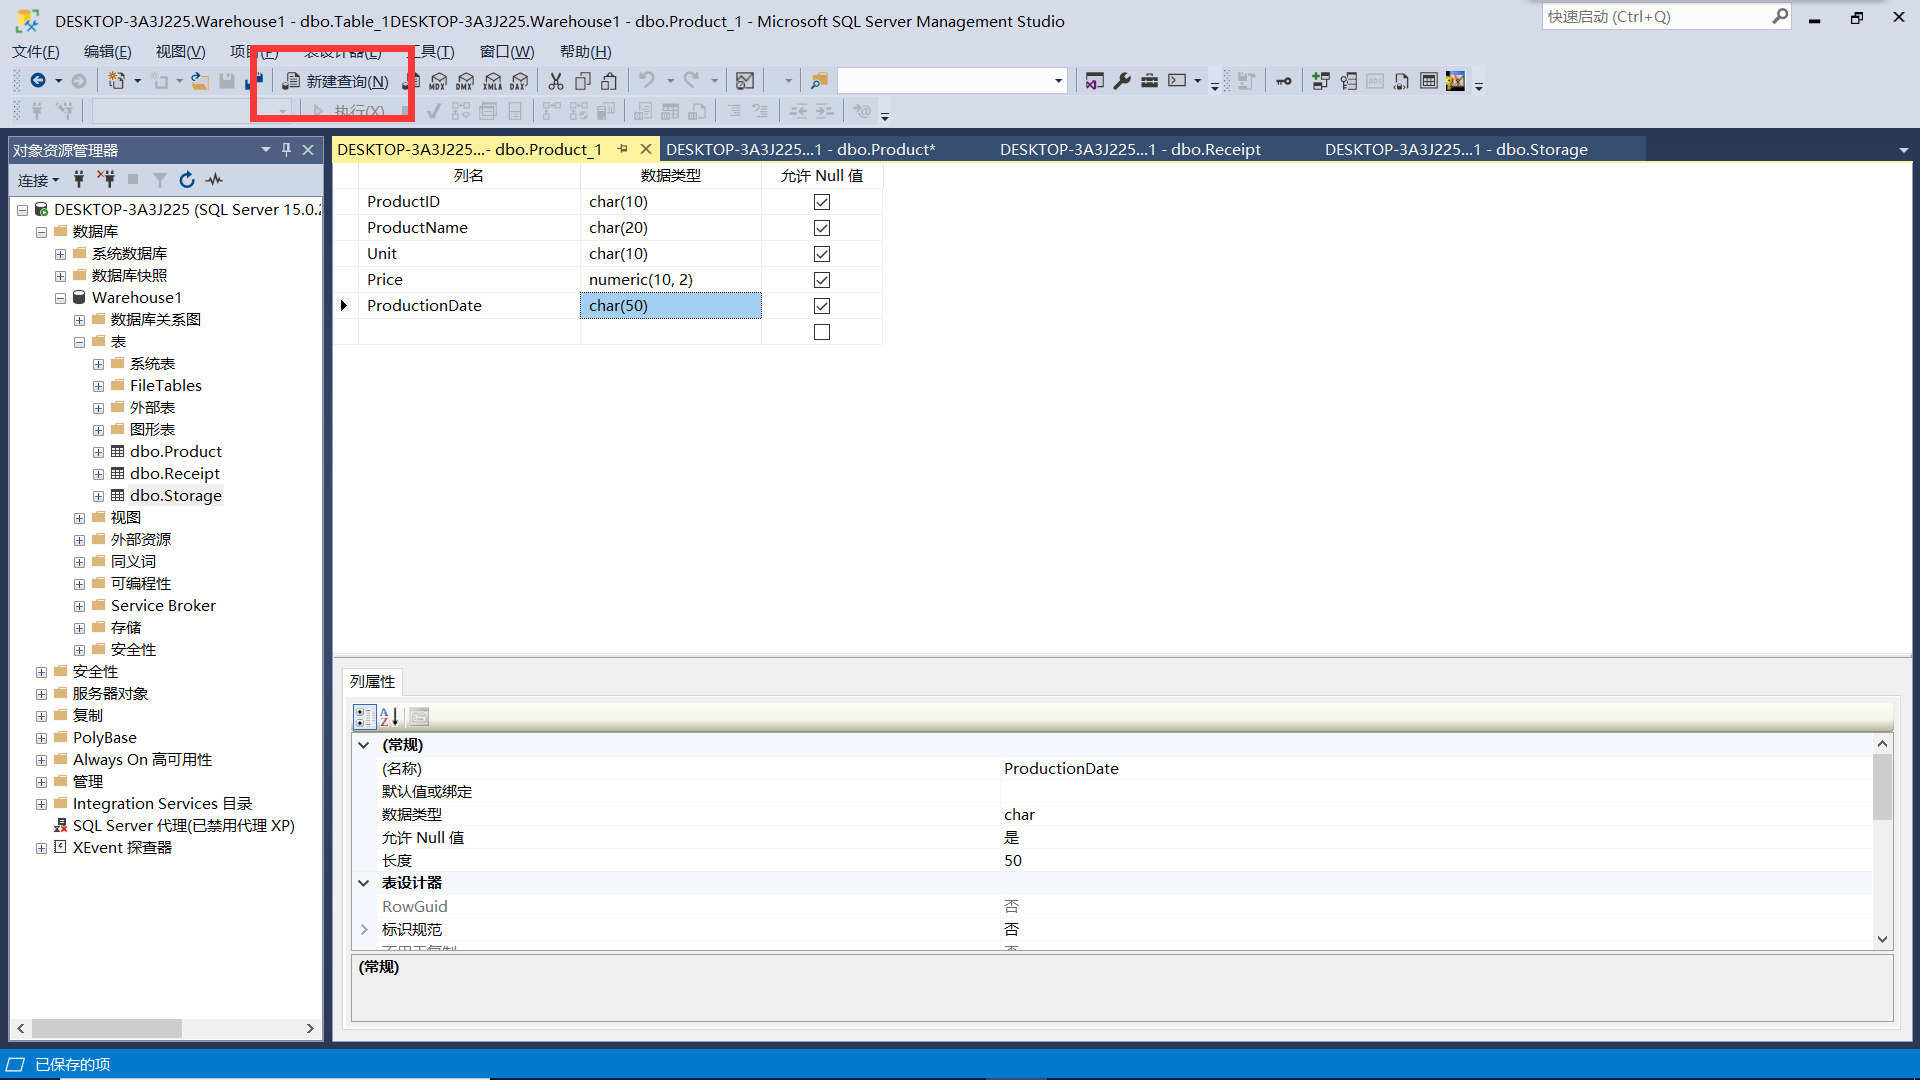 DESKTOP-3A3J225.Warehouse1 - dbo.Table_1DESKTOP-3A3J225.Warehouse1 - dbo.Product_1 - Microsoft SQL Server Management Studio
快速启动 (Ctrl+Q)
文件(F) 编辑(E) 视图(V) 项目(P) 表设计器(L) 工具(T) 窗口(W) 帮助(H)
新建查询(N) MDX DMX XMLA DAX
执行(X)
对象资源管理器
连接
DESKTOP-3A3J225 (SQL Server 15.0.2
数据库
系统数据库
数据库快照
Warehouse1
数据库关系图
表
系统表
FileTables
外部表
图形表
dbo.Product
dbo.Receipt
dbo.Storage
视图
外部资源
同义词
可编程性
Service Broker
存储
安全性
安全性
服务器对象
复制
PolyBase
Always On 高可用性
管理
Integration Services 目录
SQL Server 代理(已禁用代理 XP)
XEvent 探查器
DESKTOP-3A3J225...- dbo.Product_1 DESKTOP-3A3J225...1 - dbo.Product* DESKTOP-3A3J225...1 - dbo.Receipt DESKTOP-3A3J225...1 - dbo.Storage
列名 数据类型 允许 Null 值
ProductID char(10)
ProductName char(20)
Unit char(10)
Price numeric(10, 2)
ProductionDate char(50)
列属性
(常规)
(名称) ProductionDate
默认值或绑定
数据类型 char
允许 Null 值 是
长度 50
表设计器
RowGuid 否
标识规范 否
不用于复制 否
(常规)
已保存的项